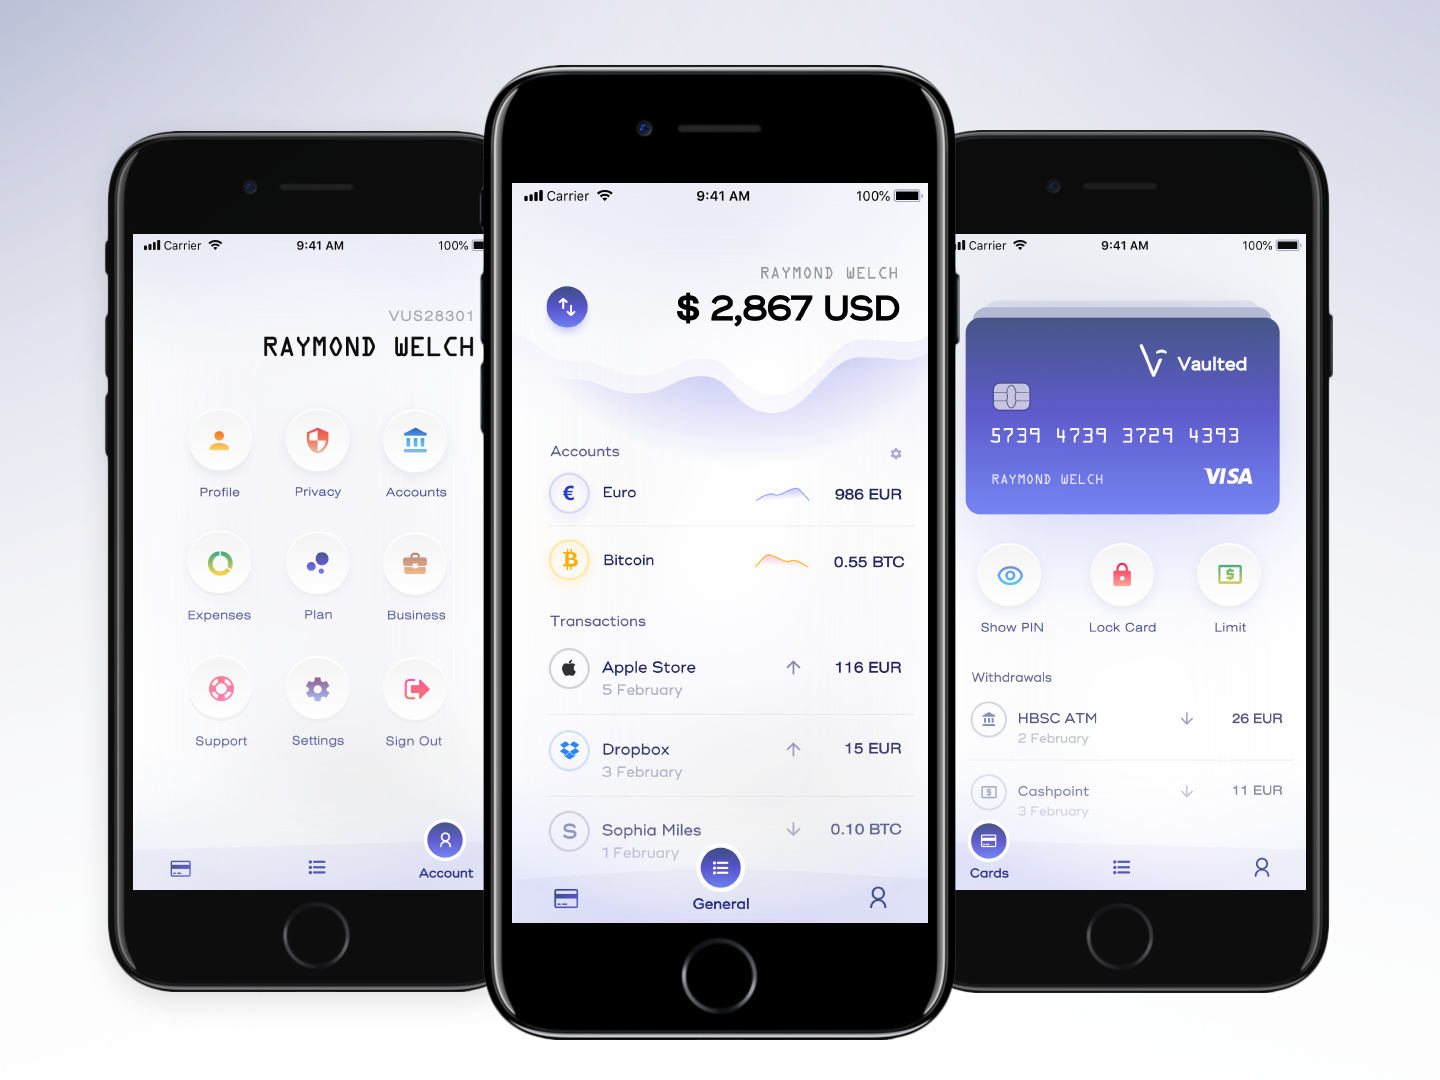 Carrier 9:41 AM 100%
VUS28301
RAYMOND WELCH
Profile Privacy Accounts
Expenses Plan Business
Support Settings Sign Out
Account
Carrier 9:41 AM 100%
RAYMOND WELCH
$ 2,867 USD
Accounts
€ Euro 986 EUR
Bitcoin 0.55 BTC
Transactions
Apple Store 116 EUR
5 February
Dropbox 15 EUR
3 February
S Sophia Miles 0.10 BTC
1 February
General
Carrier 9:41 AM 100%
Vaulted
5739 4739 3729 4393
RAYMOND WELCH VISA
Show PIN Lock Card Limit
Withdrawals
HBSC ATM 26 EUR
2 February
Cashpoint 11 EUR
3 February
Cards